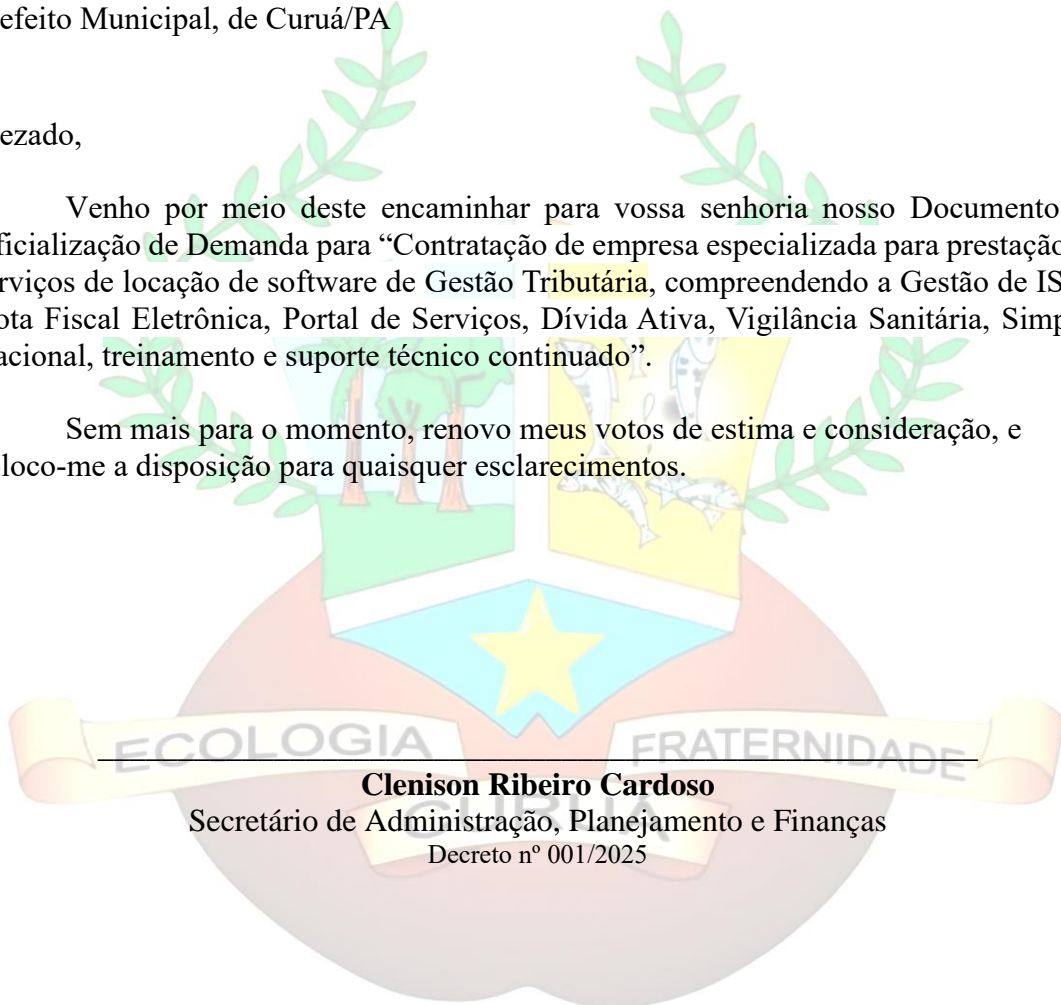 efeito Municipal, de Curuá/PA
ezado,
Venho por meio deste encaminhar para vossa senhoria nosso Documento
ficialização de Demanda para “Contratação de empresa especializada para prestação
rviços de locação de software de Gestão Tributária, compreendendo a Gestão de IS
ota Fiscal Eletrônica, Portal de Serviços, Dívida Ativa, Vigilância Sanitária, Simp
acional, treinamento e suporte técnico continuado”.
Sem mais para o momento, renovo meus votos de estima e consideração, e
loco-me a disposição para quaisquer esclarecimentos.
ECOLOGIA FRATERNIDADE
Clenison Ribeiro Cardoso
CURUÁ
Secretário de Administração, Planejamento e Finanças
Decreto nº 001/2025